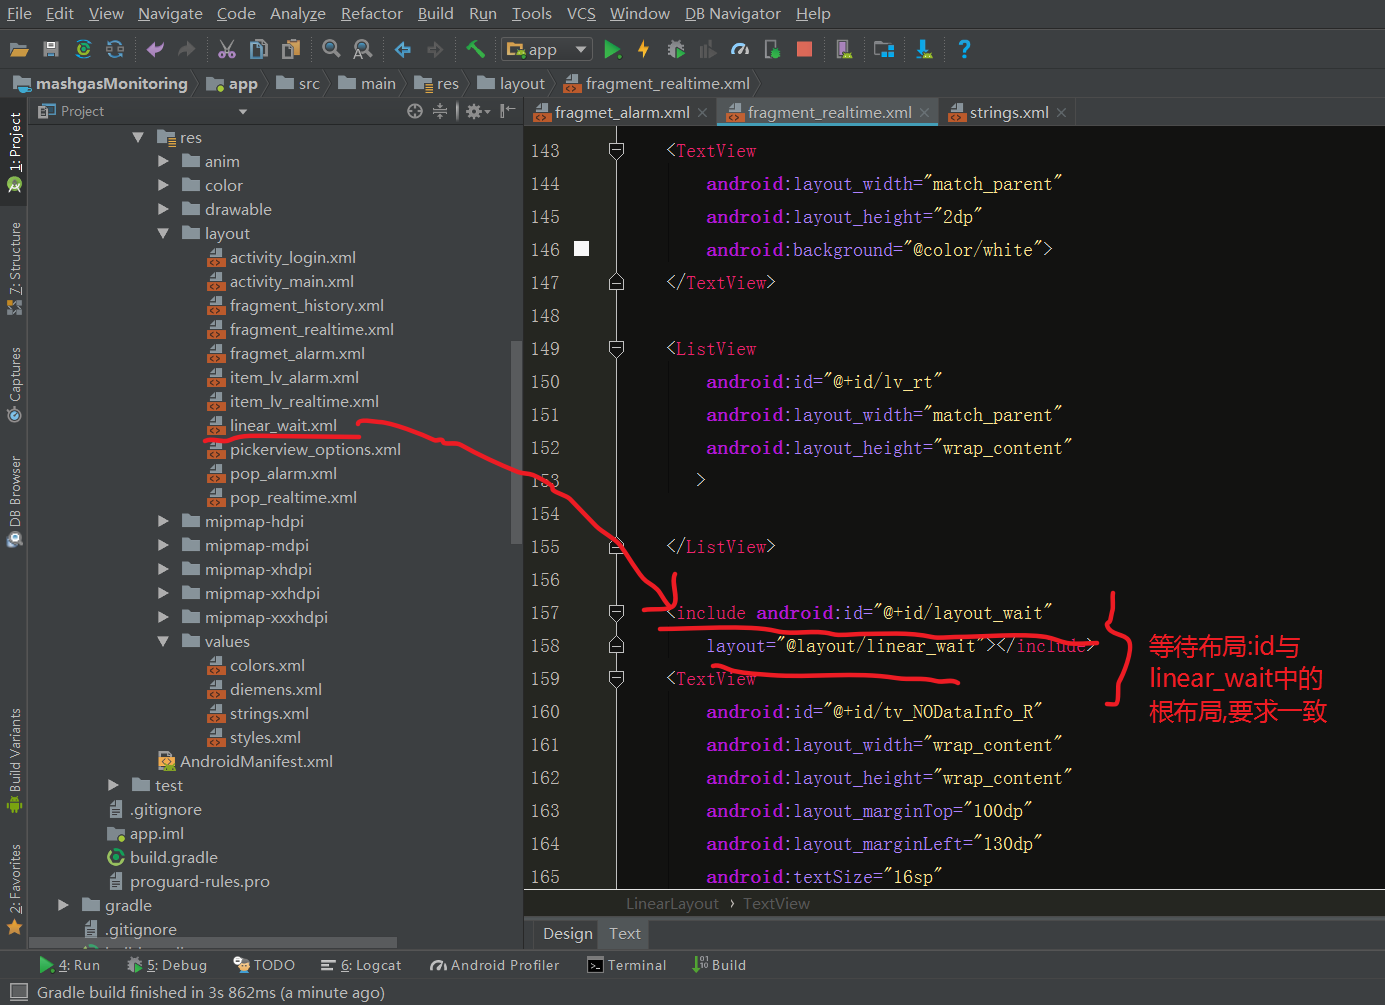 File Edit View Navigate Code Analyze Refactor Build Run Tools VCS Window DB Navigator Help
app
mashgasMonitoring app src main res layout fragment_realtime.xml
Project
fragmet_alarm.xml fragment_realtime.xml strings.xml
1: Project
7: Structure
Captures
DB Browser
Build Variants
2: Favorites
res
anim
color
drawable
layout
activity_login.xml
activity_main.xml
fragment_history.xml
fragment_realtime.xml
fragmet_alarm.xml
item_lv_alarm.xml
item_lv_realtime.xml
linear_wait.xml
pickerview_options.xml
pop_alarm.xml
pop_realtime.xml
mipmap-hdpi
mipmap-mdpi
mipmap-xhdpi
mipmap-xxhdpi
mipmap-xxxhdpi
values
colors.xml
diemens.xml
strings.xml
styles.xml
AndroidManifest.xml
test
.gitignore
app.iml
build.gradle
proguard-rules.pro
gradle
.gitignore
143 <TextView
144 android:layout_width="match_parent"
145 android:layout_height="2dp"
146 android:background="@color/white">
147 </TextView>
148
149 <ListView
150 android:id="@+id/lv_rt"
151 android:layout_width="match_parent"
152 android:layout_height="wrap_content"
153 >
154
155 </ListView>
156
157 <include android:id="@+id/layout_wait"
158 layout="@layout/linear_wait"></include>
159 <TextView
160 android:id="@+id/tv_NODataInfo_R"
161 android:layout_width="wrap_content"
162 android:layout_height="wrap_content"
163 android:layout_marginTop="100dp"
164 android:layout_marginLeft="130dp"
165 android:textSize="16sp"
等待布局:id与
linear_wait中的
根布局,要求一致
LinearLayout › TextView
Design Text
4: Run 5: Debug TODO 6: Logcat Android Profiler Terminal Build
Gradle build finished in 3s 862ms (a minute ago)